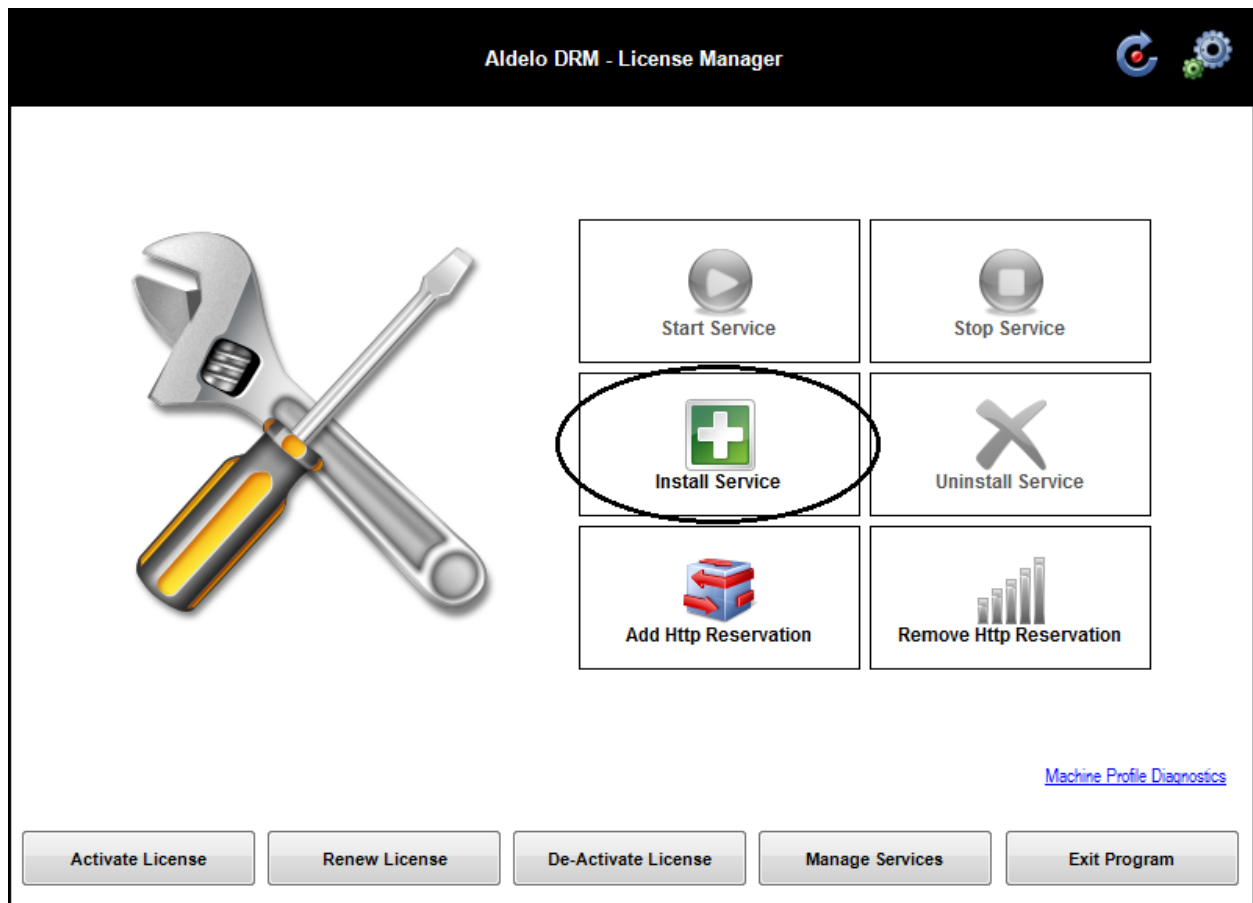 Aldelo DRM - License Manager
Start Service
Stop Service
Install Service
Uninstall Service
Add Http Reservation
Remove Http Reservation
Machine Profile Diagnostics
Activate License
Renew License
De-Activate License
Manage Services
Exit Program